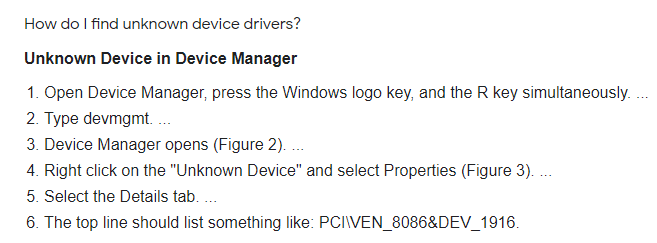 How do I find unknown device drivers?
Unknown Device in Device Manager
1. Open Device Manager, press the Windows logo key, and the R key simultaneously. ...
2. Type devmgmt. ...
3. Device Manager opens (Figure 2). ...
4. Right click on the "Unknown Device" and select Properties (Figure 3). ...
5. Select the Details tab. ...
6. The top line should list something like: PCI\VEN_8086&DEV_1916.